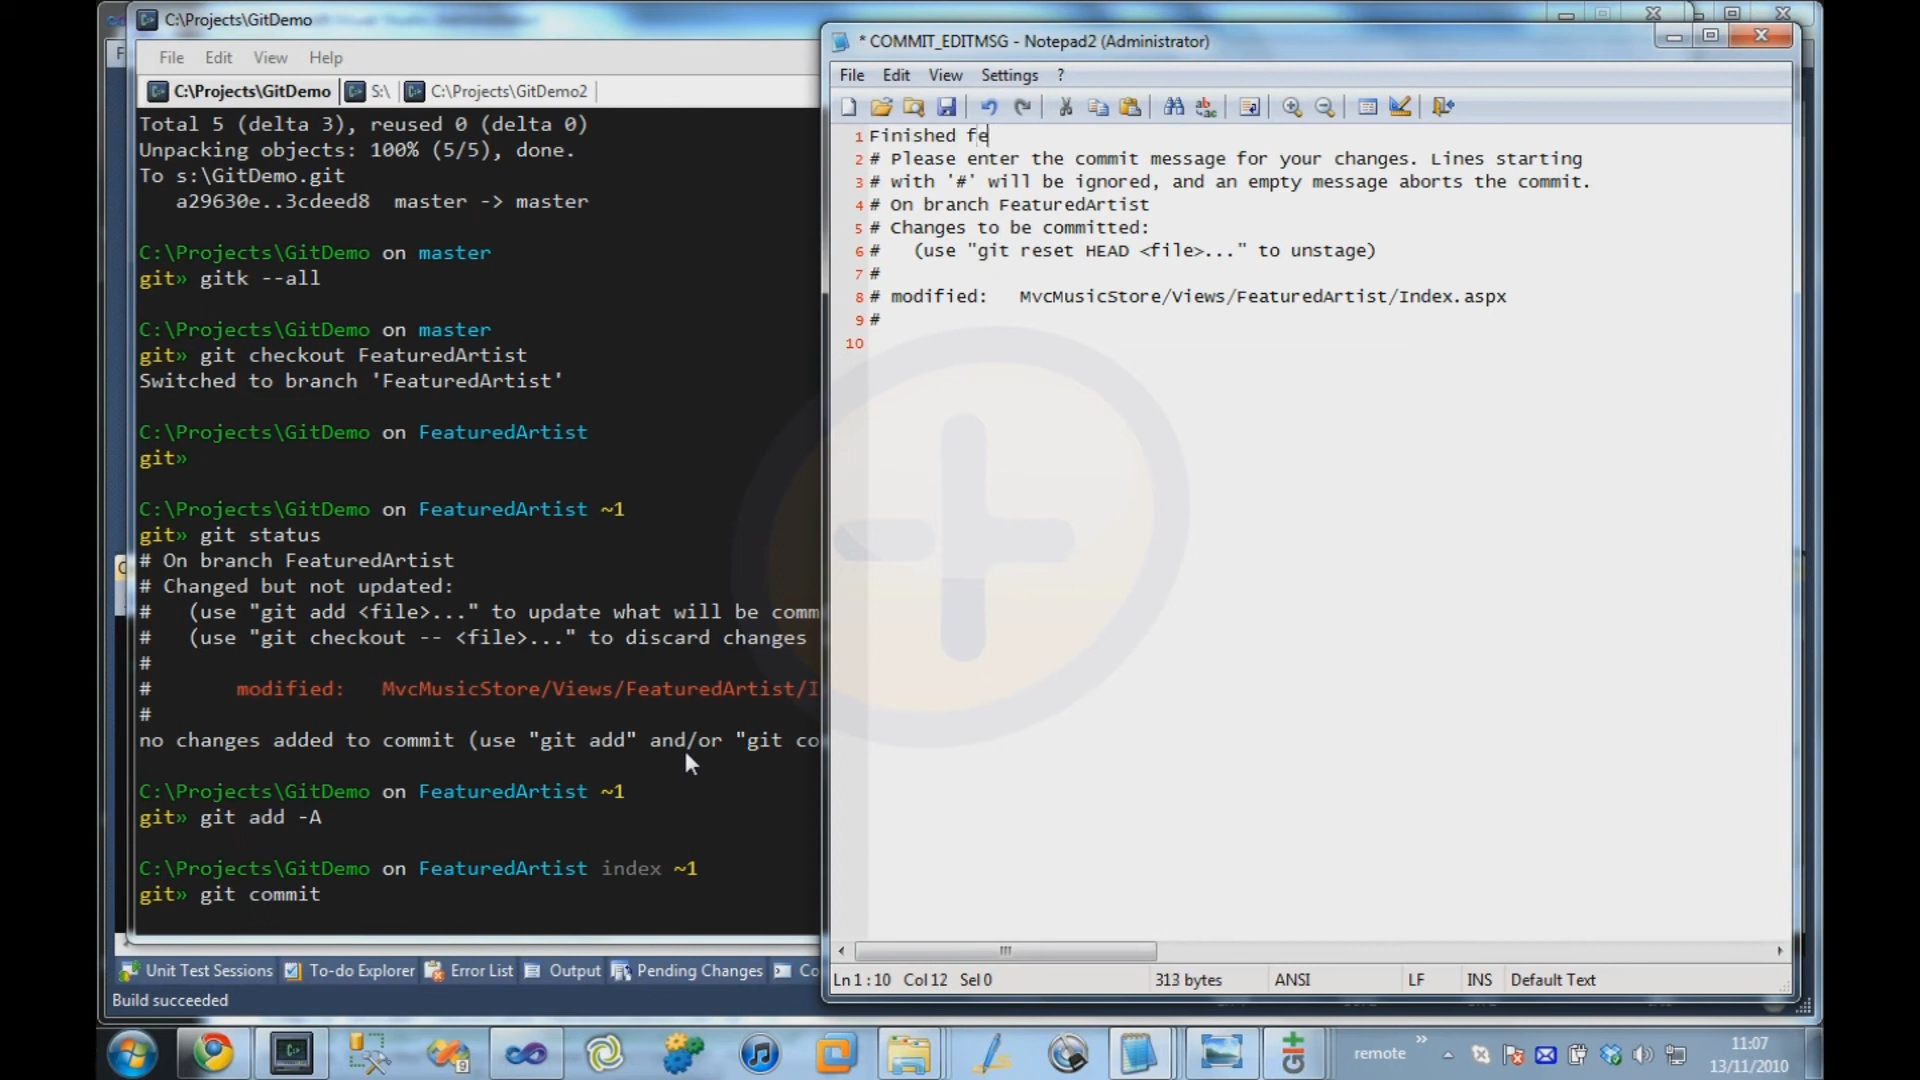 C:\Projects\GitDemo
File Edit View Help
C:\Projects\GitDemo S:\ C:\Projects\GitDemo2
Total 5 (delta 3), reused 0 (delta 0)
Unpacking objects: 100% (5/5), done.
To s:\GitDemo.git
a29630e..3cdeed8 master -> master
C:\Projects\GitDemo on master
git» gitk --all
C:\Projects\GitDemo on master
git» git checkout FeaturedArtist
Switched to branch 'FeaturedArtist'
C:\Projects\GitDemo on FeaturedArtist
git»
C:\Projects\GitDemo on FeaturedArtist ~1
git» git status
# On branch FeaturedArtist
# Changed but not updated:
# (use "git add <file>..." to update what will be comm
# (use "git checkout -- <file>..." to discard changes
#
# modified: MvcMusicStore/Views/FeaturedArtist/I
#
no changes added to commit (use "git add" and/or "git co
C:\Projects\GitDemo on FeaturedArtist ~1
git» git add -A
C:\Projects\GitDemo on FeaturedArtist index ~1
git» git commit
* COMMIT_EDITMSG - Notepad2 (Administrator)
File Edit View Settings ?
1 Finished fe
2 # Please enter the commit message for your changes. Lines starting
3 # with '#' will be ignored, and an empty message aborts the commit.
4 # On branch FeaturedArtist
5 # Changes to be committed:
6 # (use "git reset HEAD <file>..." to unstage)
7 #
8 # modified: MvcMusicStore/Views/FeaturedArtist/Index.aspx
9 #
10
Ln 1 : 10 Col 12 Sel 0 313 bytes ANSI LF INS Default Text
Unit Test Sessions To-do Explorer Error List Output Pending Changes Co
Build succeeded
remote
11:07
13/11/2010